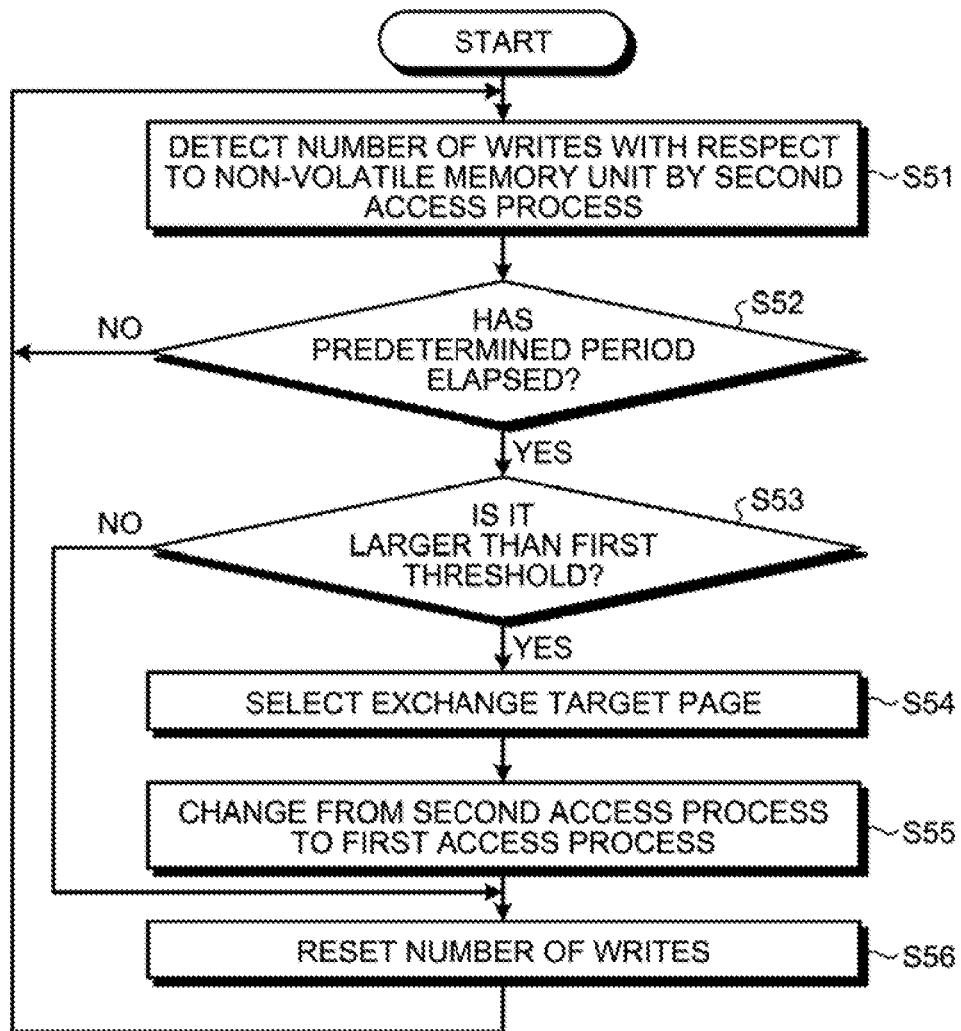 START
DETECT NUMBER OF WRITES WITH RESPECT
TO NON-VOLATILE MEMORY UNIT BY SECOND
ACCESS PROCESS
S51
S52
NO
HAS
PREDETERMINED PERIOD
ELAPSED?
YES
S53
NO
IS IT
LARGER THAN FIRST
THRESHOLD?
YES
SELECT EXCHANGE TARGET PAGE
S54
CHANGE FROM SECOND ACCESS PROCESS
TO FIRST ACCESS PROCESS
S55
RESET NUMBER OF WRITES
S56